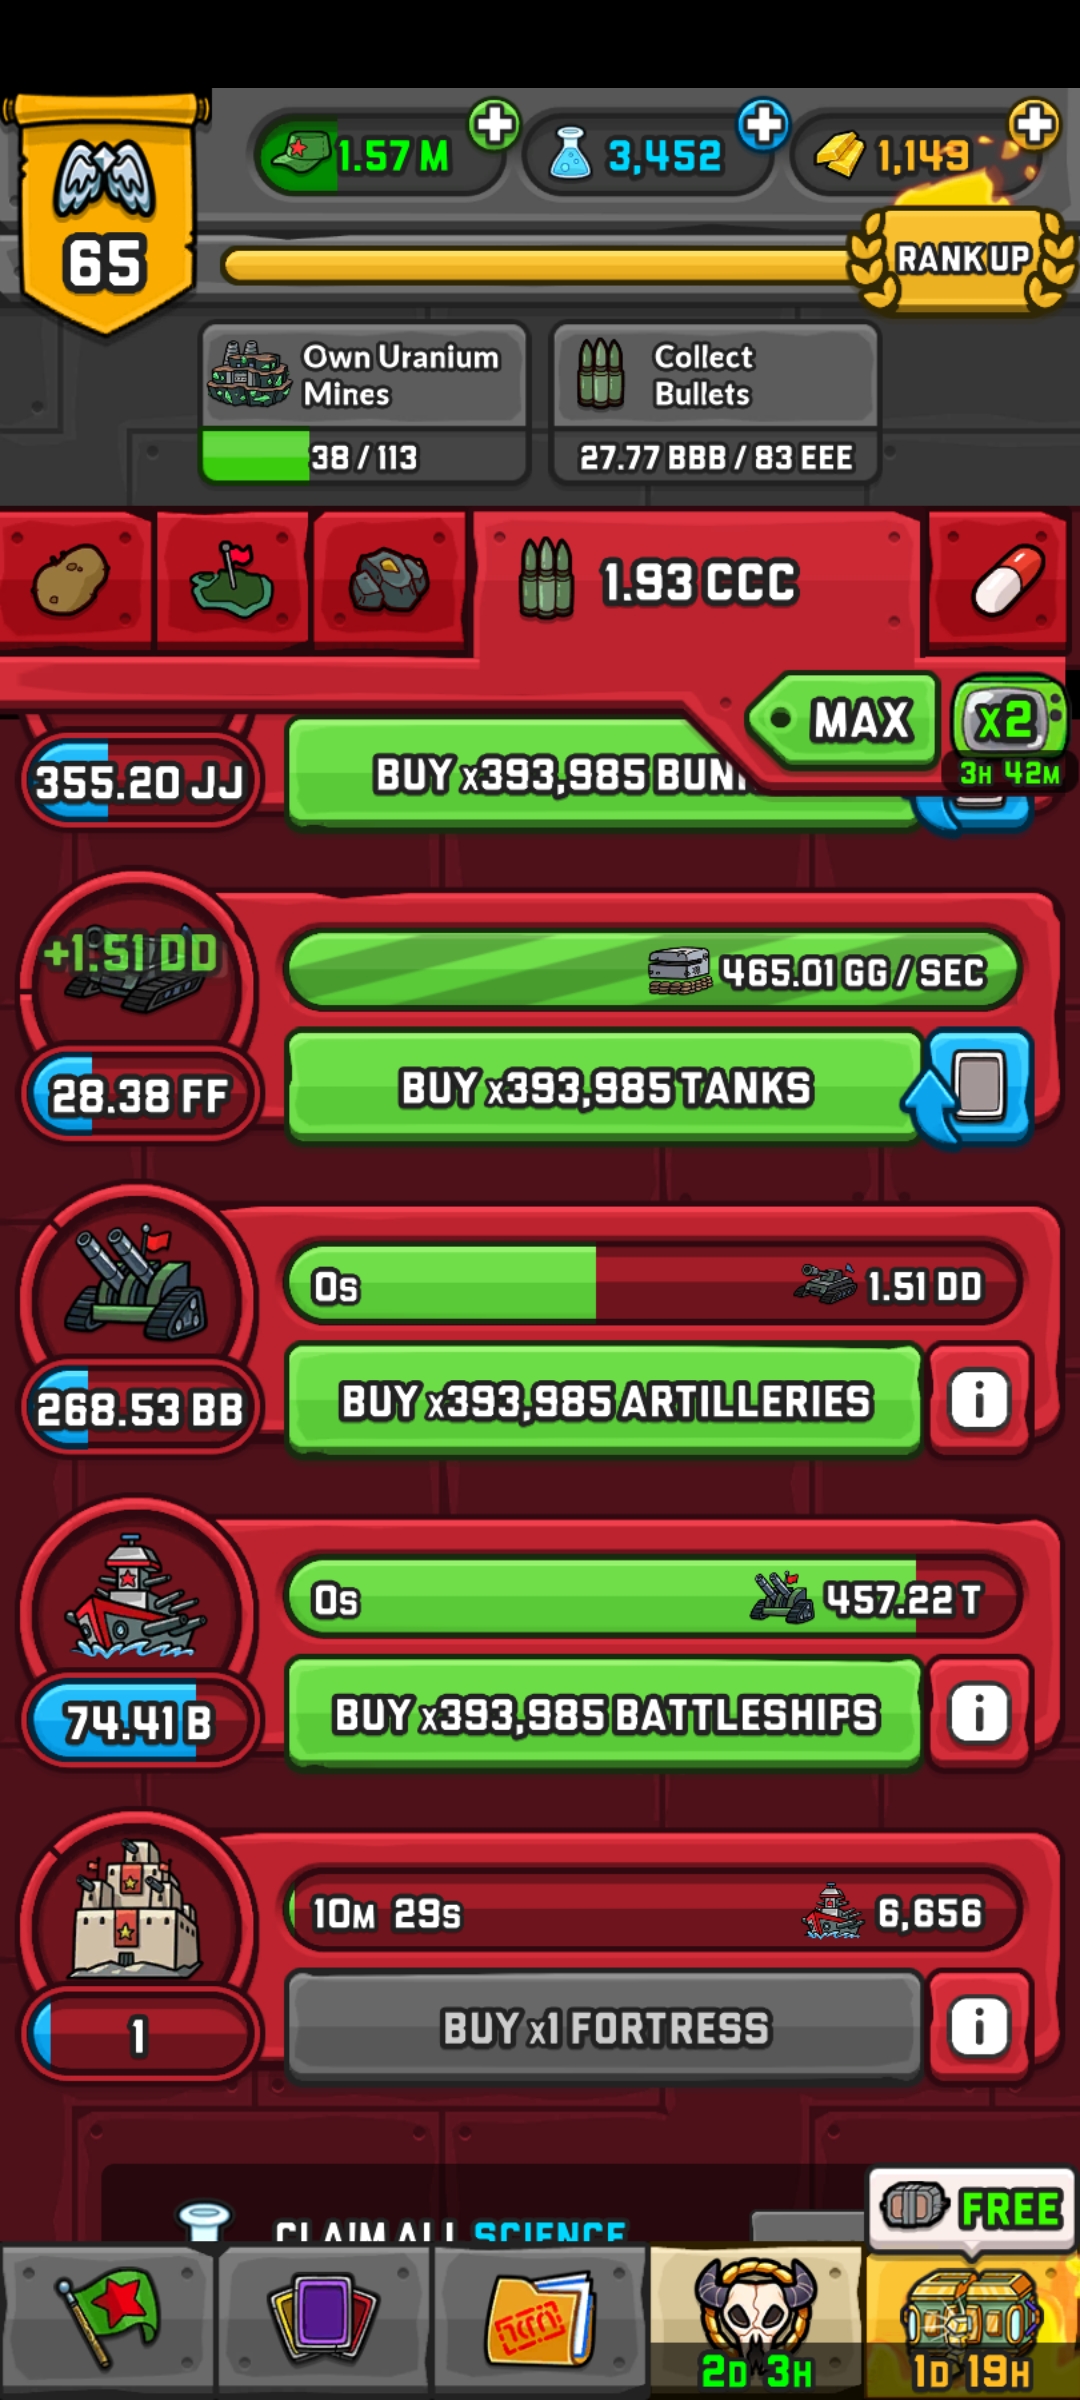 65
1.57 M
3,452
1,149
RANK UP
Own Uranium
Mines
38 / 113
Collect
Bullets
27.77 BBB / 83 EEE
1.93 CCC
MAX
x2
3H 42M
355.20 JJ
BUY x393,985
+1.51 DD
465.01 GG / SEC
28.38 FF
BUY x393,985 TANKS
0s
1.51 DD
268.53 BB
BUY x393,985 ARTILLERIES
i
0s
457.22 T
74.41 B
BUY x393,985 BATTLESHIPS
i
10M 29s
6,656
1
BUY x1 FORTRESS
i
CLAIM ALL SCIENCE
FREE
2D 3H
1D 19H